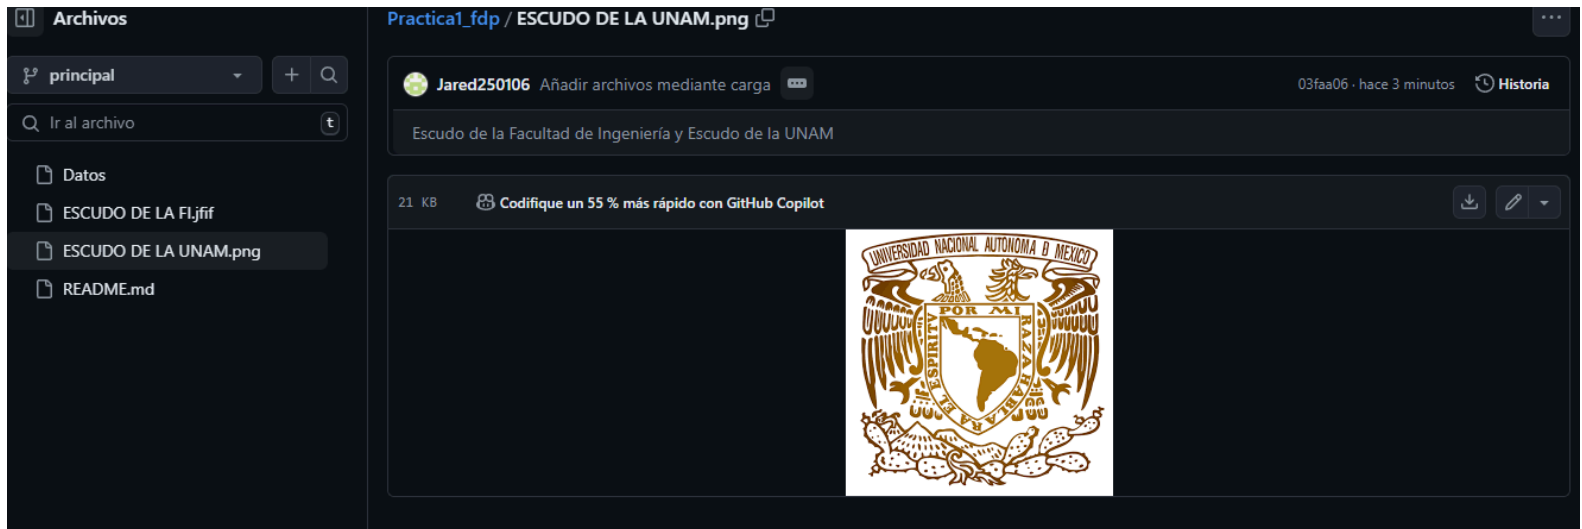 Archivos
Practica1_fdp / ESCUDO DE LA UNAM.png
principal
Jared250106 Añadir archivos mediante carga
03faa06 · hace 3 minutos
Historia
Ir al archivo
t
Escudo de la Facultad de Ingeniería y Escudo de la UNAM
Datos
ESCUDO DE LA FI.jfif
ESCUDO DE LA UNAM.png
README.md
21 KB
Codifique un 55 % más rápido con GitHub Copilot
UNIVERSIDAD NACIONAL AUTONOMA D MEXICO
POR MI RAZA HABLARA EL ESPIRITV